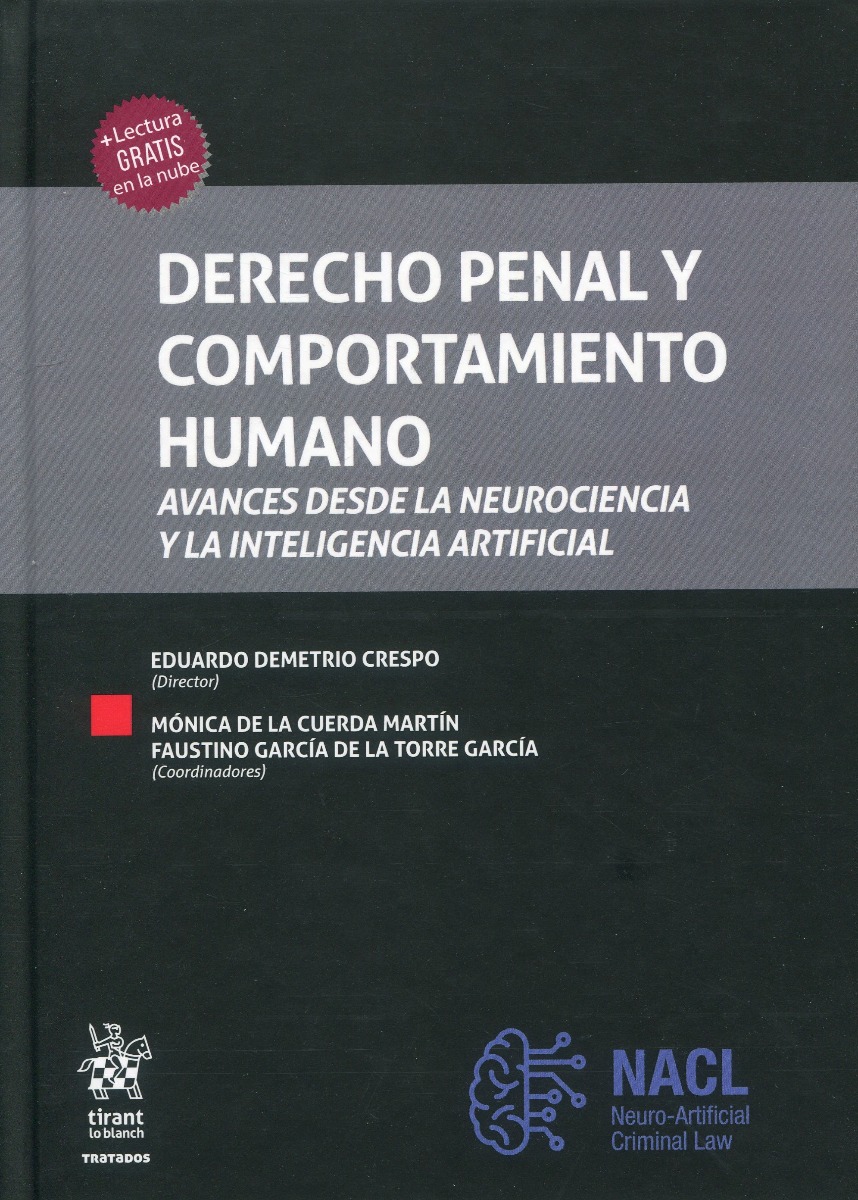 +Lectura
GRATIS
en la nube
DERECHO PENAL Y
COMPORTAMIENTO
HUMANO
AVANCES DESDE LA NEUROCIENCIA
Y LA INTELIGENCIA ARTIFICIAL
EDUARDO DEMETRIO CRESPO
(Director)
MÓNICA DE LA CUERDA MARTÍN
FAUSTINO GARCÍA DE LA TORRE GARCÍA
(Coordinadores)
tirant
lo blanch
TRATADOS
NACL
Neuro-Artificial
Criminal Law